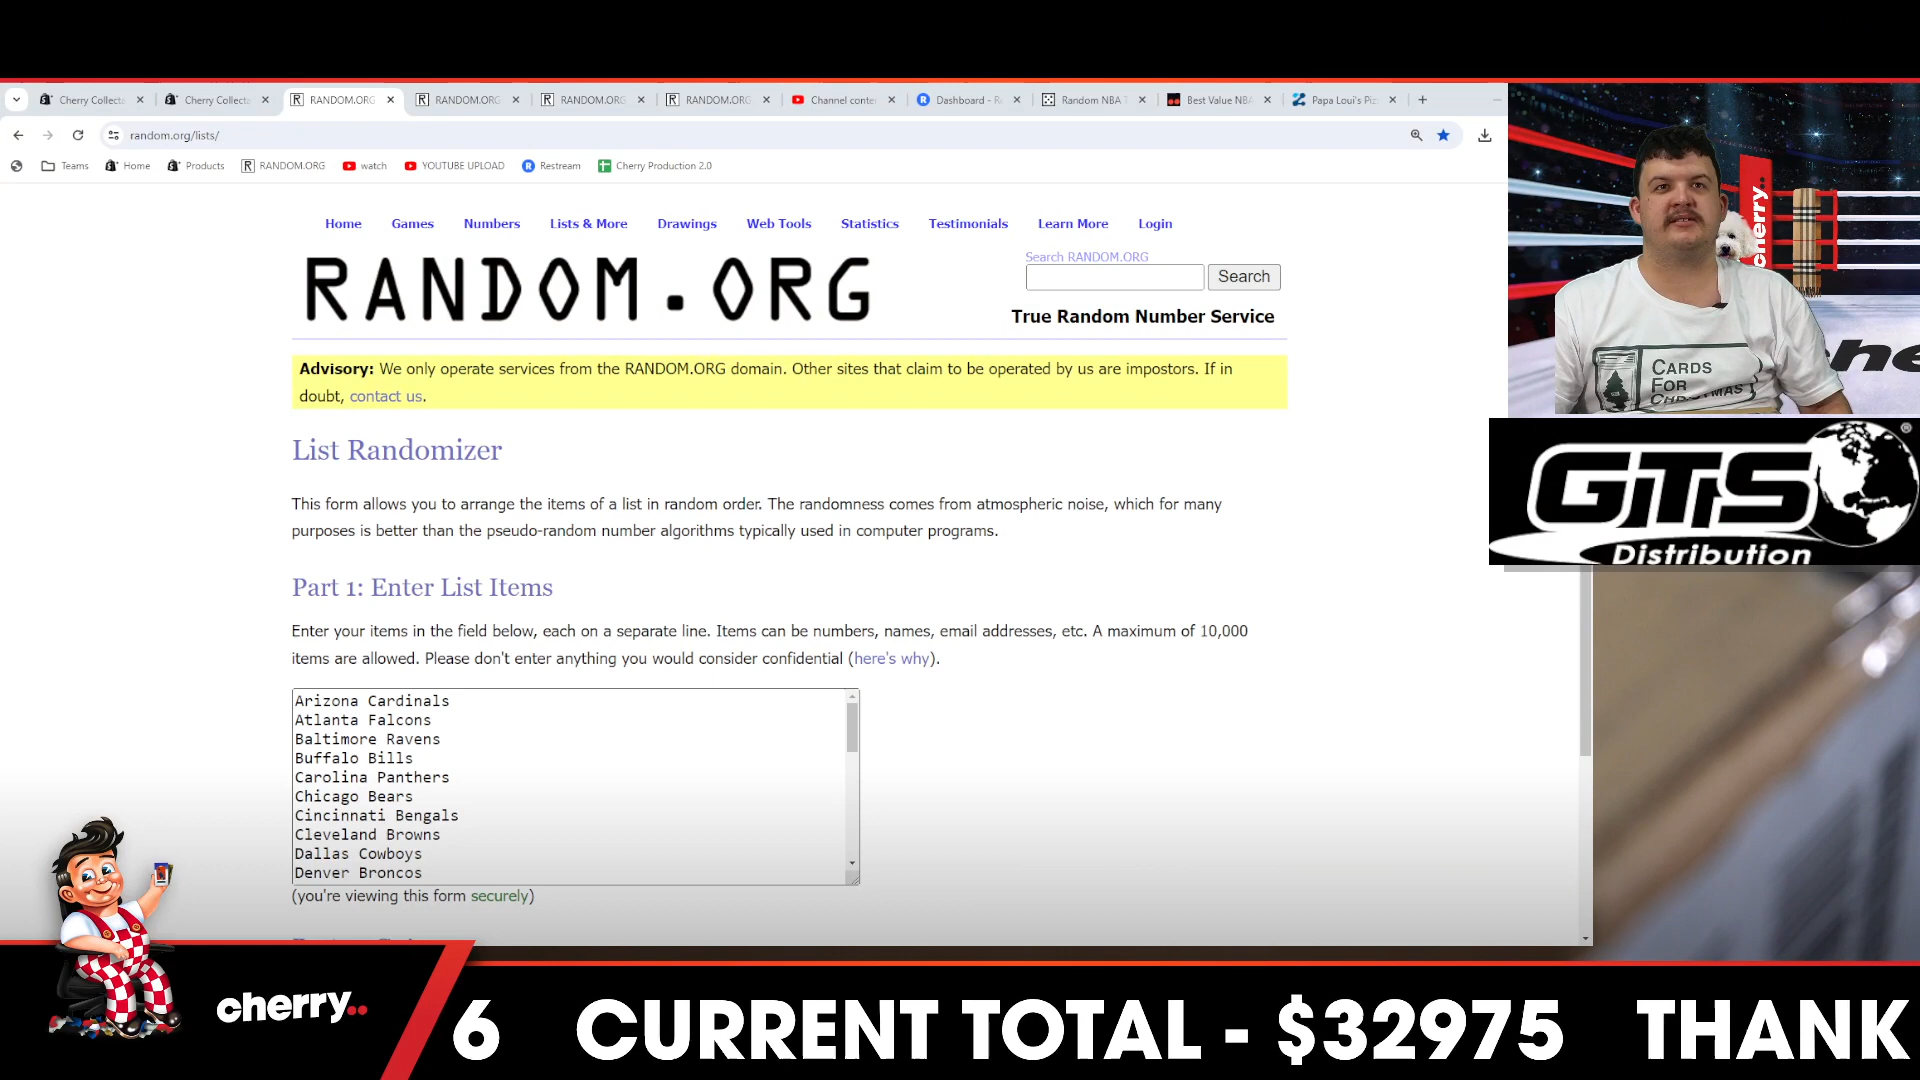 Cherry Collect
Cherry Collect
RANDOM.ORG
RANDOM.ORG
RANDOM.ORG
RANDOM.ORG
Channel conte
Dashboard - R
Random NBA T
Best Value NBA
Papa Loui's Piz
random.org/lists/
Teams
Home
Products
RANDOM.ORG
watch
YOUTUBE UPLOAD
Restream
Cherry Production 2.0
Home Games Numbers Lists & More Drawings Web Tools Statistics Testimonials Learn More Login
RANDOM.ORG
Search RANDOM.ORG
Search
True Random Number Service
Advisory: We only operate services from the RANDOM.ORG domain. Other sites that claim to be operated by us are impostors. If in
doubt, contact us.
List Randomizer
This form allows you to arrange the items of a list in random order. The randomness comes from atmospheric noise, which for many
purposes is better than the pseudo-random number algorithms typically used in computer programs.
Part 1: Enter List Items
Enter your items in the field below, each on a separate line. Items can be numbers, names, email addresses, etc. A maximum of 10,000
items are allowed. Please don't enter anything you would consider confidential (here's why).
Arizona Cardinals
Atlanta Falcons
Baltimore Ravens
Buffalo Bills
Carolina Panthers
Chicago Bears
Cincinnati Bengals
Cleveland Browns
Dallas Cowboys
Denver Broncos
(you're viewing this form securely)
cherry..
he
CARDS
FOR
CHRISTMAS
GTS
®
Distribution
cherry..
6 CURRENT TOTAL - $32975 THANK